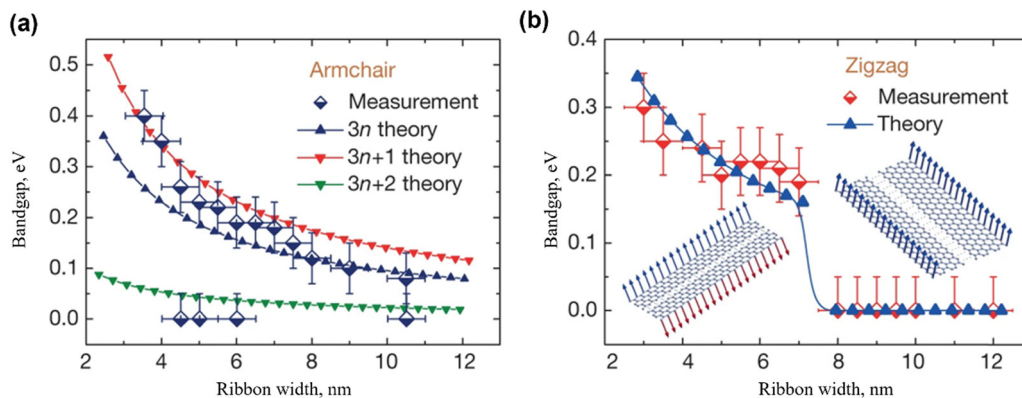 (a)
Bandgap, eV
0.5
0.4
0.3
0.2
0.1
0.0
Armchair
Measurement
3n theory
3n+1 theory
3n+2 theory
2 4 6 8 10 12
Ribbon width, nm
(b)
Bandgap, eV
0.4
0.3
0.2
0.1
0.0
Zigzag
Measurement
Theory
2 4 6 8 10 12
Ribbon width, nm